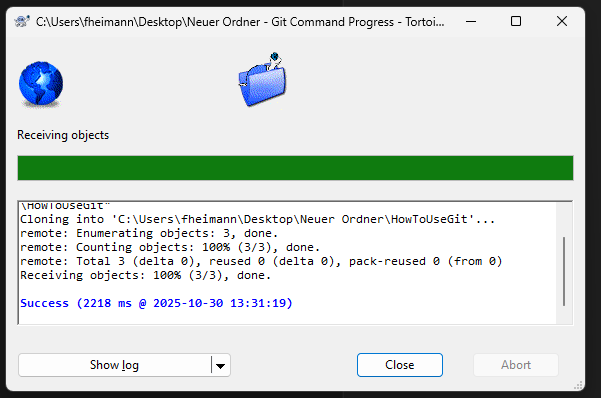 C:\Users\fheimann\Desktop\Neuer Ordner - Git Command Progress - Tortoi...
Receiving objects
\HowToUseGit"
Cloning into 'C:\Users\fheimann\Desktop\Neuer Ordner\HowToUseGit'...
remote: Enumerating objects: 3, done.
remote: Counting objects: 100% (3/3), done.
remote: Total 3 (delta 0), reused 0 (delta 0), pack-reused 0 (from 0)
Receiving objects: 100% (3/3), done.
Success (2218 ms @ 2025-10-30 13:31:19)
Show log
Close
Abort